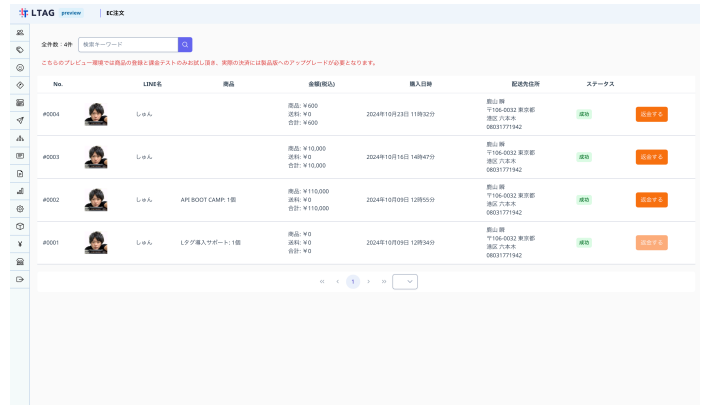 LTAG preview EC注文
全件数：4件 検索キーワード
こちらのプレビュー環境では商品の登録と課金テストのみお試し頂き、実際の決済には製品版へのアップグレードが必要となります。
No. LINE名 商品 金額(税込) 購入日時 配送先住所 ステータス
#0004 しゅん 商品: ¥600
送料: ¥0
合計: ¥600
2024年10月23日 11時32分
鹿山 舜
〒106-0032 東京都
港区 六本木
08031771942
成功 返金する
#0003 しゅん 商品: ¥10,000
送料: ¥0
合計: ¥10,000
2024年10月16日 14時47分
鹿山 舜
〒106-0032 東京都
港区 六本木
08031771942
成功 返金する
#0002 しゅん API BOOT CAMP: 1個 商品: ¥110,000
送料: ¥0
合計: ¥110,000
2024年10月09日 12時55分
鹿山 舜
〒106-0032 東京都
港区 六本木
08031771942
成功 返金する
#0001 しゅん Lタグ導入サポート: 1個 商品: ¥0
送料: ¥0
合計: ¥0
2024年10月09日 12時34分
鹿山 舜
〒106-0032 東京都
港区 六本木
08031771942
成功 返金する
« ‹ 1 › »